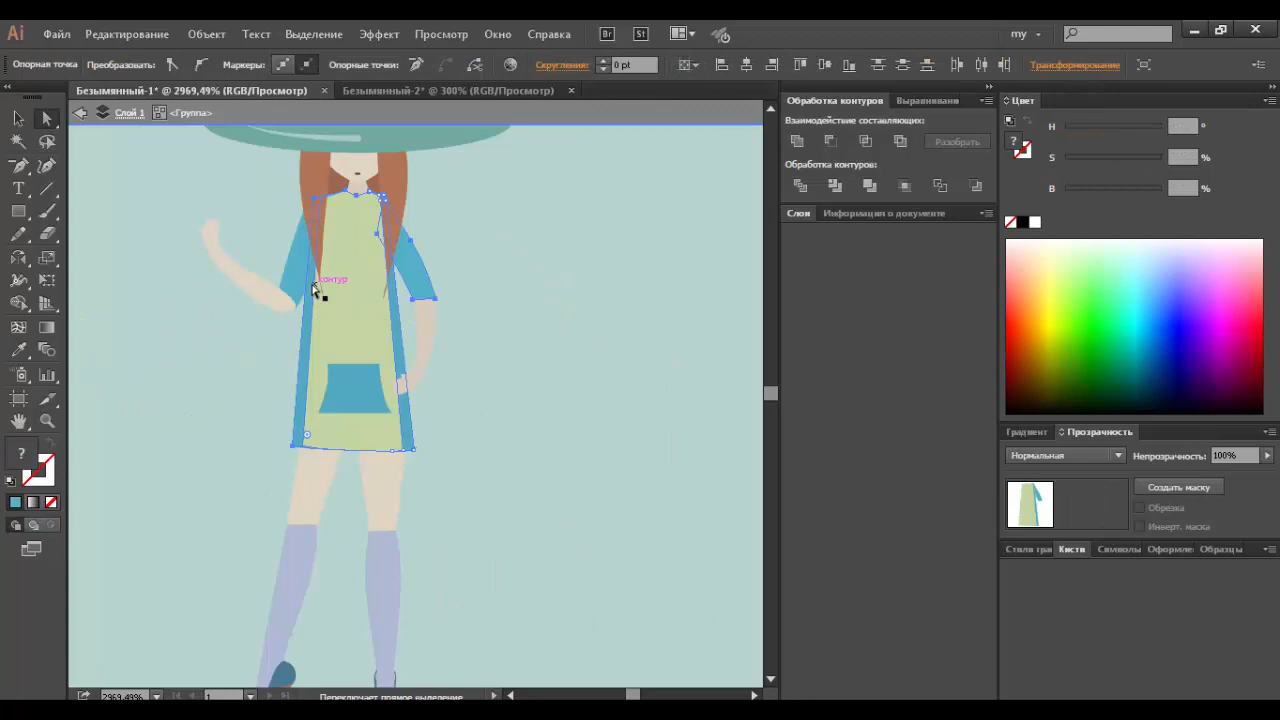 Ai Файл Редактирование Объект Текст Выделение Эффект Просмотр Окно Справка Br St my
Опорная точка Преобразовать: Маркеры: Опорные точки: Скругление: 0 pt Трансформирование
Безымянный-1* @ 2969,49% (RGB/Просмотр) × Безымянный-2* @ 300% (RGB/Просмотр) ×
Слой 1 <Группа>
контур
2969,49% 1 Переключает прямое выделение
Обработка контуров Выравнивани
Взаимодействие составляющих:
Разобрать
Обработка контуров:
Слои Информация о документе
Цвет
H °
S %
B %
?
Градиент Прозрачность
Нормальная Непрозрачность: 100%
Создать маску
Обрезка
Инверт. маска
Стили гра Кисти Символы Оформле Образцы